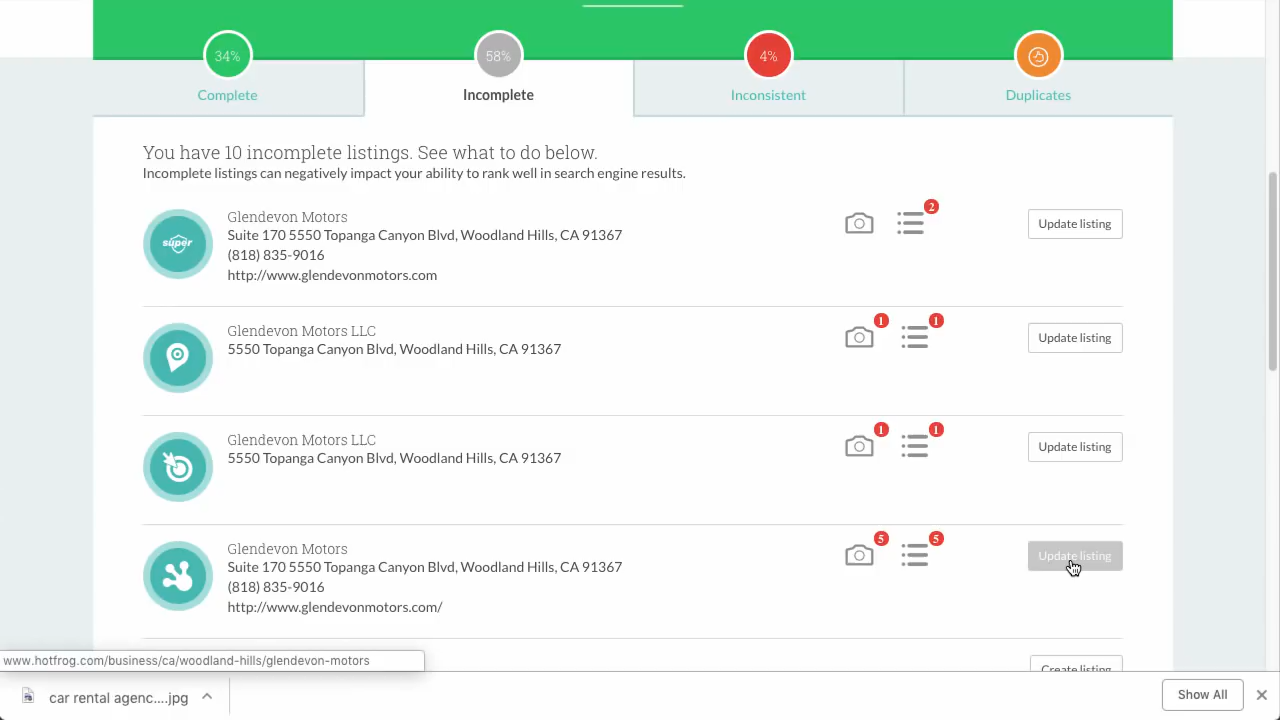 34%
58%
4%
Complete
Incomplete
Inconsistent
Duplicates
You have 10 incomplete listings. See what to do below.
Incomplete listings can negatively impact your ability to rank well in search engine results.
súper
Glendevon Motors
Suite 170 5550 Topanga Canyon Blvd, Woodland Hills, CA 91367
(818) 835-9016
http://www.glendevonmotors.com
2
Update listing
Glendevon Motors LLC
5550 Topanga Canyon Blvd, Woodland Hills, CA 91367
1
1
Update listing
Glendevon Motors LLC
5550 Topanga Canyon Blvd, Woodland Hills, CA 91367
1
1
Update listing
Glendevon Motors
Suite 170 5550 Topanga Canyon Blvd, Woodland Hills, CA 91367
(818) 835-9016
http://www.glendevonmotors.com/
5
5
Update listing
Create listing
www.hotfrog.com/business/ca/woodland-hills/glendevon-motors
car rental agenc....jpg
Show All